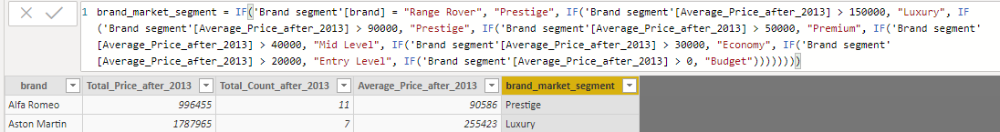 1 brand_market_segment = IF('Brand segment'[brand] = "Range Rover", "Prestige", IF('Brand segment'[Average_Price_after_2013] > 150000, "Luxury", IF
('Brand segment'[Average_Price_after_2013] > 90000, "Prestige", IF('Brand segment'[Average_Price_after_2013] > 50000, "Premium", IF('Brand segment'
[Average_Price_after_2013] > 40000, "Mid Level", IF('Brand segment'[Average_Price_after_2013] > 30000, "Economy", IF('Brand segment'
[Average_Price_after_2013] > 20000, "Entry Level", IF('Brand segment'[Average_Price_after_2013] > 0, "Budget"))))))))
brand Total_Price_after_2013 Total_Count_after_2013 Average_Price_after_2013 brand_market_segment
Alfa Romeo 996455 11 90586 Prestige
Aston Martin 1787965 7 255423 Luxury